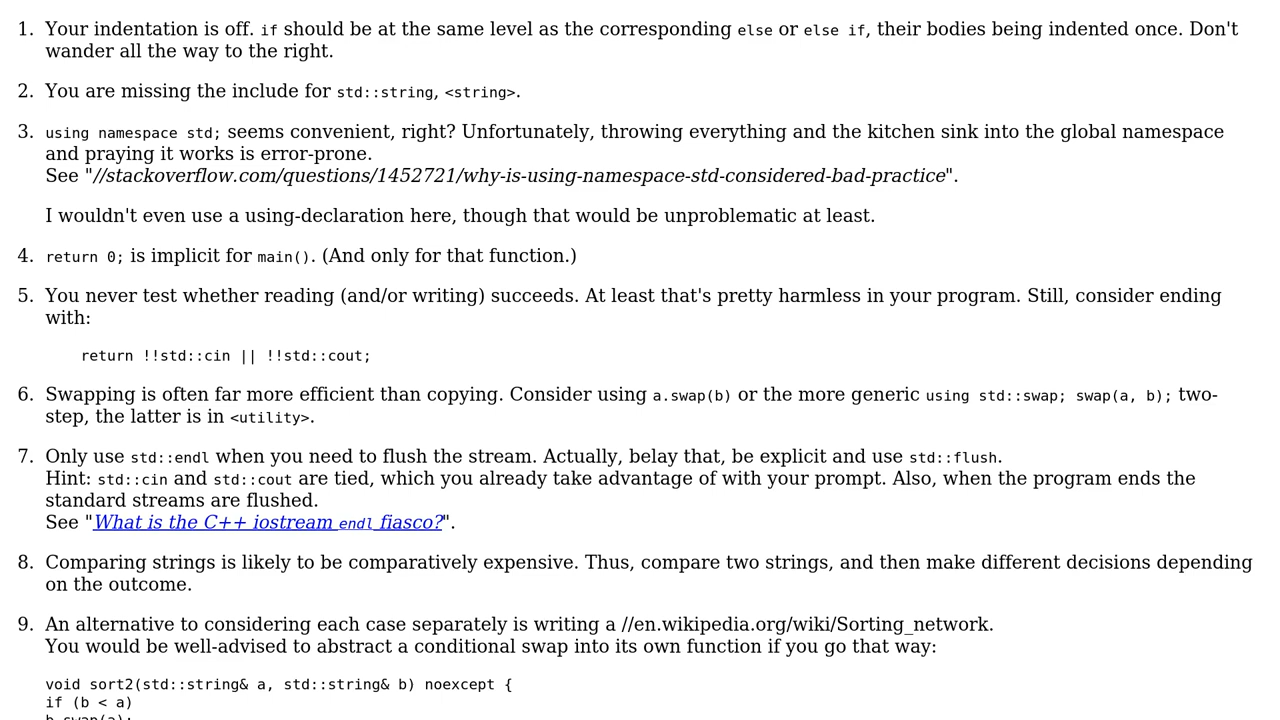 1. Your indentation is off. if should be at the same level as the corresponding else or else if, their bodies being indented once. Don't
wander all the way to the right.
2. You are missing the include for std::string, <string>.
3. using namespace std; seems convenient, right? Unfortunately, throwing everything and the kitchen sink into the global namespace
and praying it works is error-prone.
See "//stackoverflow.com/questions/1452721/why-is-using-namespace-std-considered-bad-practice".
I wouldn't even use a using-declaration here, though that would be unproblematic at least.
4. return 0; is implicit for main(). (And only for that function.)
5. You never test whether reading (and/or writing) succeeds. At least that's pretty harmless in your program. Still, consider ending
with:
return !!std::cin || !!std::cout;
6. Swapping is often far more efficient than copying. Consider using a.swap(b) or the more generic using std::swap; swap(a, b); two-
step, the latter is in <utility>.
7. Only use std::endl when you need to flush the stream. Actually, belay that, be explicit and use std::flush.
Hint: std::cin and std::cout are tied, which you already take advantage of with your prompt. Also, when the program ends the
standard streams are flushed.
See "What is the C++ iostream endl fiasco?".
8. Comparing strings is likely to be comparatively expensive. Thus, compare two strings, and then make different decisions depending
on the outcome.
9. An alternative to considering each case separately is writing a //en.wikipedia.org/wiki/Sorting_network.
You would be well-advised to abstract a conditional swap into its own function if you go that way:
void sort2(std::string& a, std::string& b) noexcept {
if (b < a)
b.swap(a);